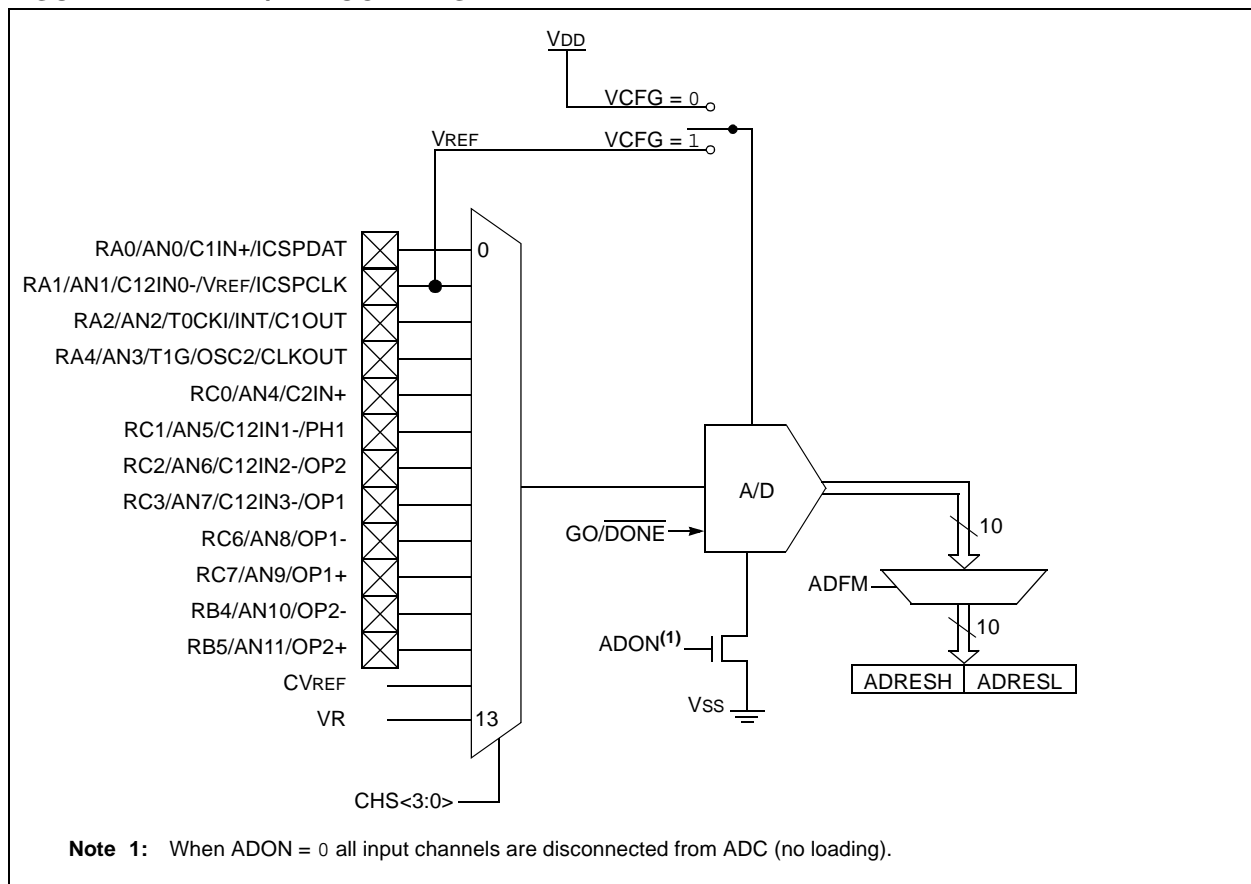 VDD
VCFG = 0
VREF
VCFG = 1
RA0/AN0/C1IN+/ICSPDAT
0
RA1/AN1/C12IN0-/VREF/ICSPCLK
RA2/AN2/T0CKI/INT/C1OUT
RA4/AN3/T1G/OSC2/CLKOUT
RC0/AN4/C2IN+
RC1/AN5/C12IN1-/PH1
RC2/AN6/C12IN2-/OP2
RC3/AN7/C12IN3-/OP1
RC6/AN8/OP1-
RC7/AN9/OP1+
RB4/AN10/OP2-
RB5/AN11/OP2+
CVREF
VR
13
CHS<3:0>
A/D
GO/DONE
10
ADFM
10
ADON(1)
ADRESH ADRESL
VSS
Note 1: When ADON = 0 all input channels are disconnected from ADC (no loading).